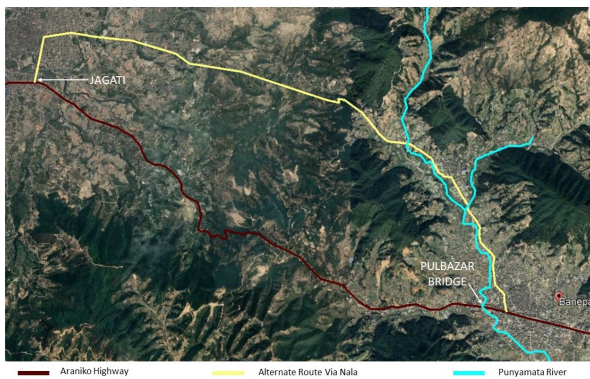 JAGATI
PULBAZAR
BRIDGE
Banepa
Araniko Highway
Alternate Route Via Nala
Punyamata River